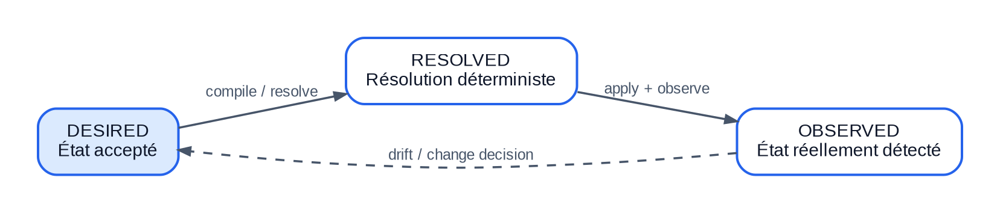 RESOLVED
Résolution déterministe
compile / resolve
apply + observe
DESIRED
État accepté
OBSERVED
État réellement détecté
drift / change decision